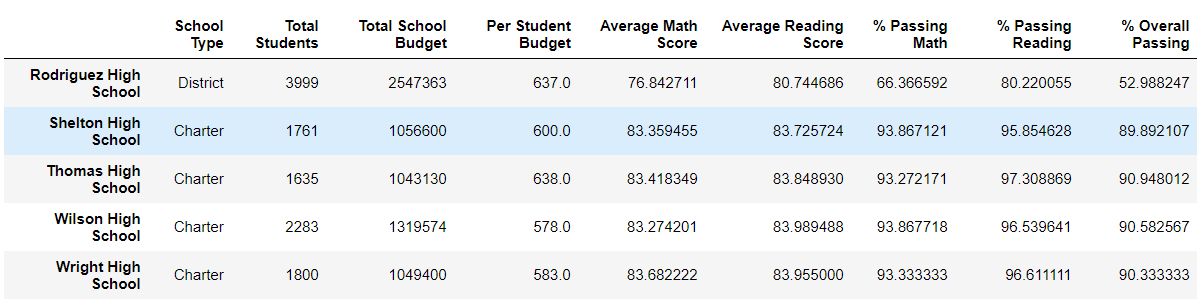 School Type Total Students Total School Budget Per Student Budget Average Math Score Average Reading Score % Passing Math % Passing Reading % Overall Passing
Rodriguez High School District 3999 2547363 637.0 76.842711 80.744686 66.366592 80.220055 52.988247
Shelton High School Charter 1761 1056600 600.0 83.359455 83.725724 93.867121 95.854628 89.892107
Thomas High School Charter 1635 1043130 638.0 83.418349 83.848930 93.272171 97.308869 90.948012
Wilson High School Charter 2283 1319574 578.0 83.274201 83.989488 93.867718 96.539641 90.582567
Wright High School Charter 1800 1049400 583.0 83.682222 83.955000 93.333333 96.611111 90.333333